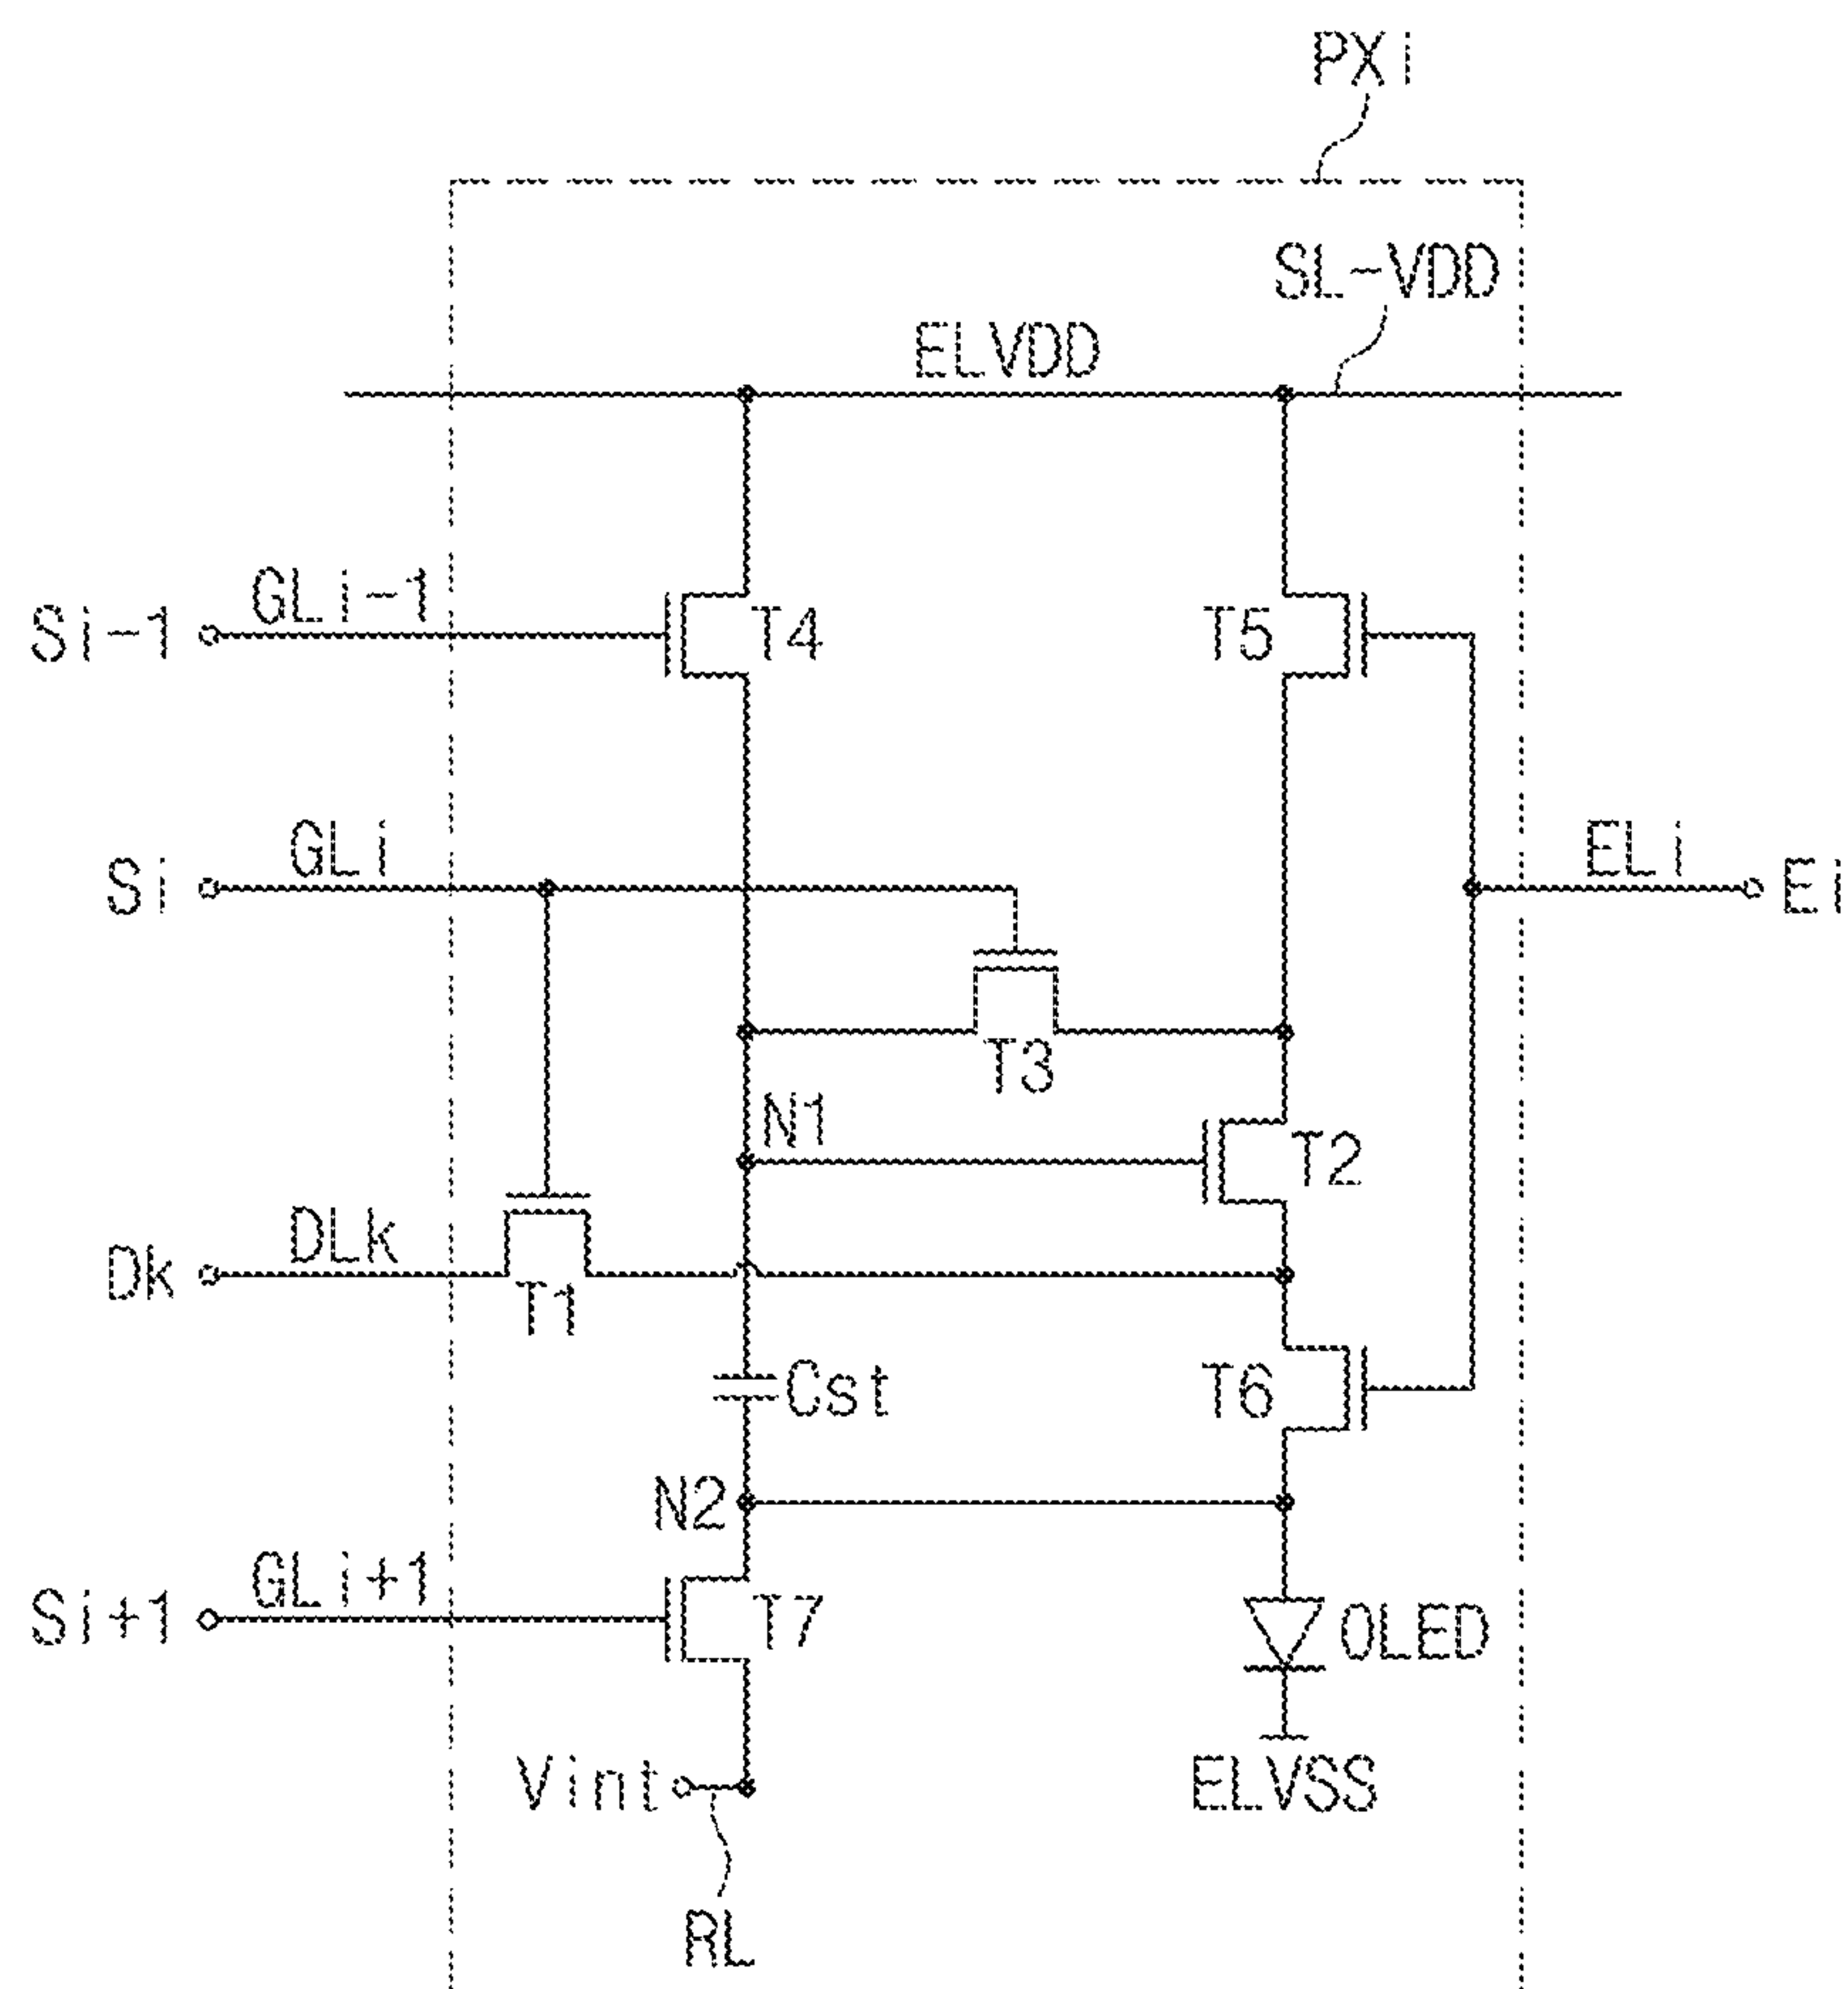 PXi
SL-VDD
ELVDD
GLi-1
Si-1
T4
T5
GLi
Si
ELi
Ei
T3
N1
T2
DLk
Dk
T1
Cst
T6
N2
GLi+1
Si+1
T7
OLED
Vint
ELVSS
RL